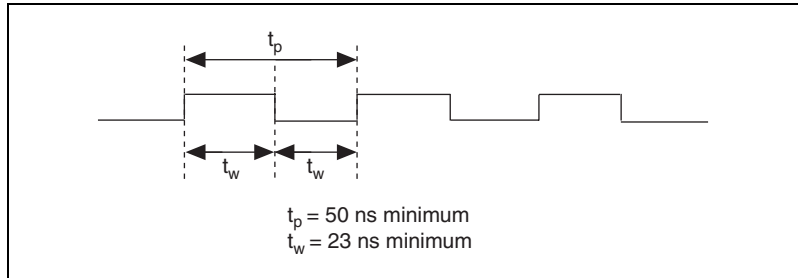 tp
tw tw
tp = 50 ns minimum
tw = 23 ns minimum